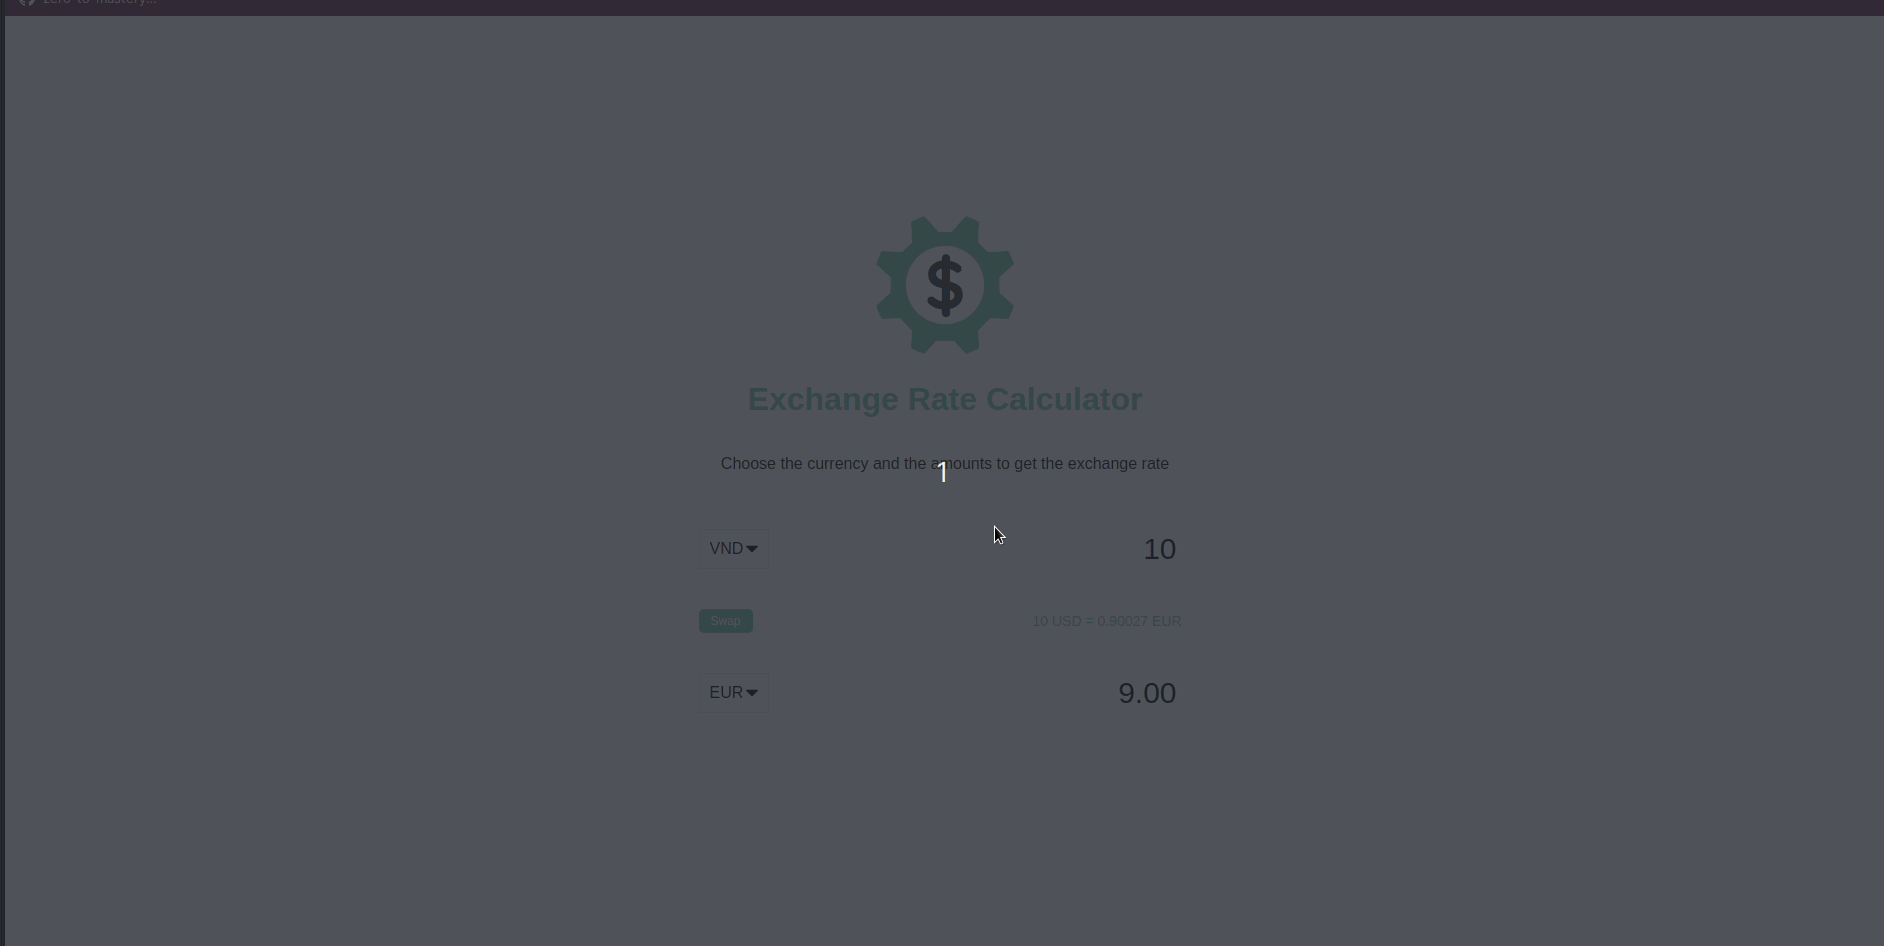 zero-to-mastery...
$
Exchange Rate Calculator
Choose the currency and the amounts to get the exchange rate
1
VND
10
Swap
10 USD = 0.90027 EUR
EUR
9.00